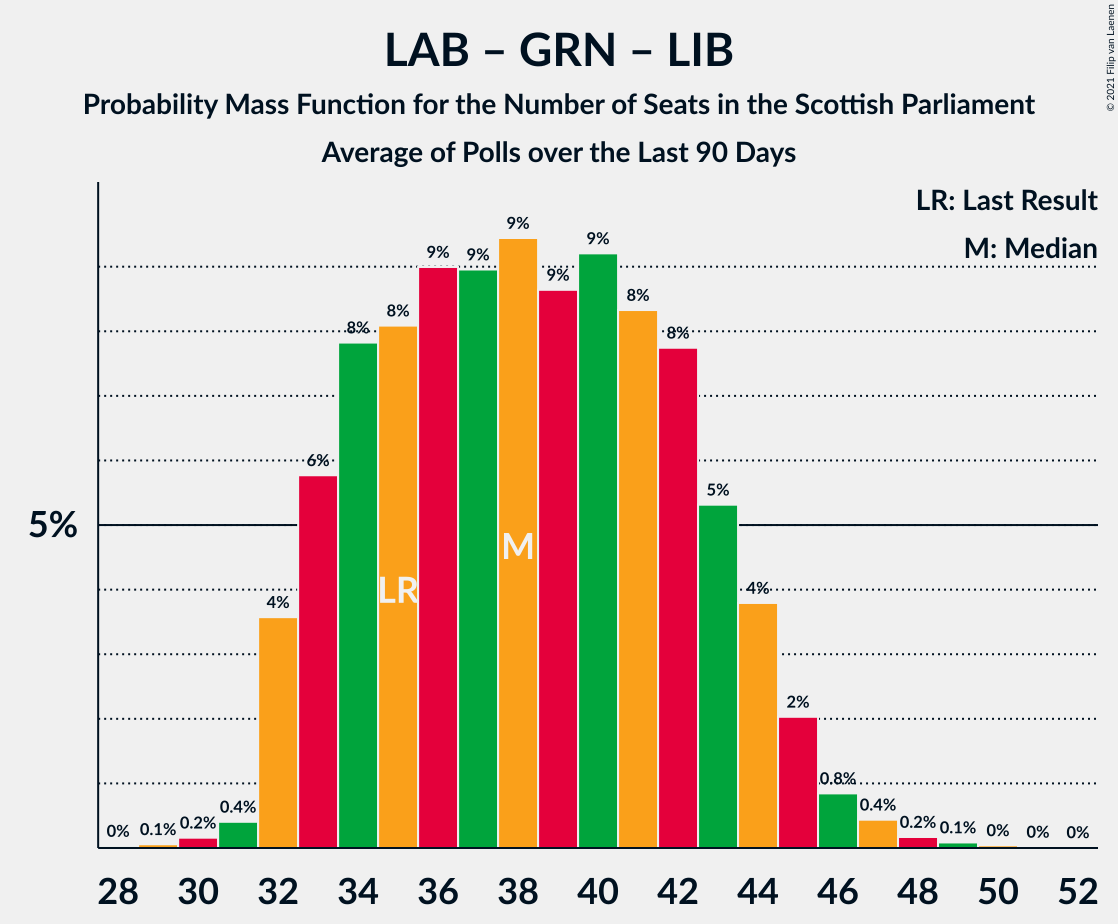 LAB – GRN – LIB
Probability Mass Function for the Number of Seats in the Scottish Parliament
Average of Polls over the Last 90 Days
© 2021 Filip van Laenen
LR: Last Result
M: Median
5%
0% 0.1% 0.2% 0.4% 4% 6% 8% 8% 9% 9% 9% 9% 9% 8% 8% 5% 4% 2% 0.8% 0.4% 0.2% 0.1% 0% 0% 0%
LR M
28 30 32 34 36 38 40 42 44 46 48 50 52